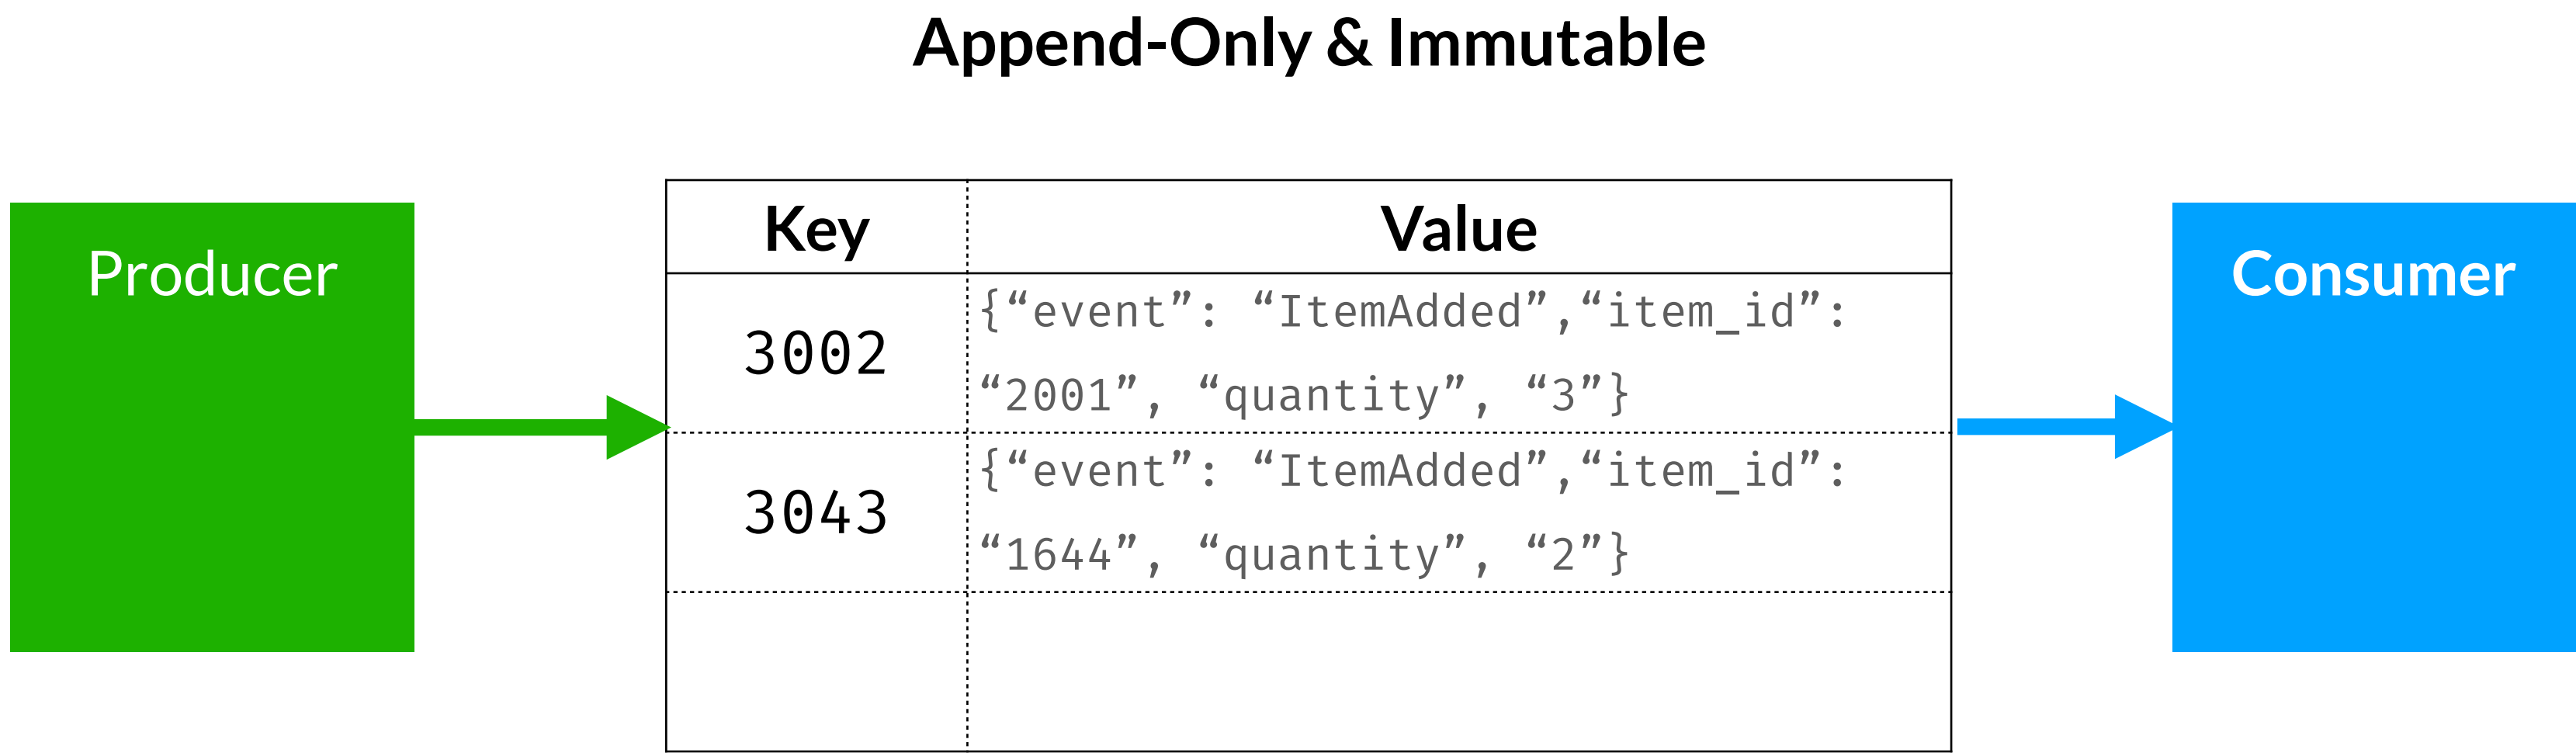 Append-Only & Immutable
Producer
Key
Value
3002
{“event”: “ItemAdded”,“item_id”:
“2001”, “quantity”, “3”}
3043
{“event”: “ItemAdded”,“item_id”:
“1644”, “quantity”, “2”}
Consumer